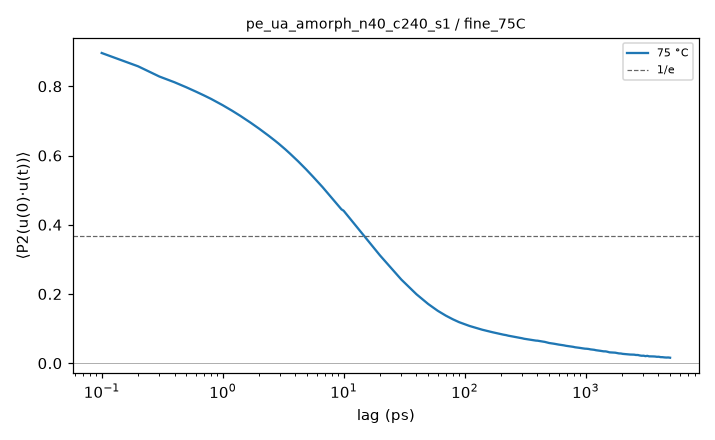 pe_ua_amorph_n40_c240_s1 / fine_75C
75 °C
1/e
⟨P2(u(0)·u(t))⟩
0.8
0.6
0.4
0.2
0.0
10⁻¹ 10⁰ 10¹ 10² 10³
lag (ps)